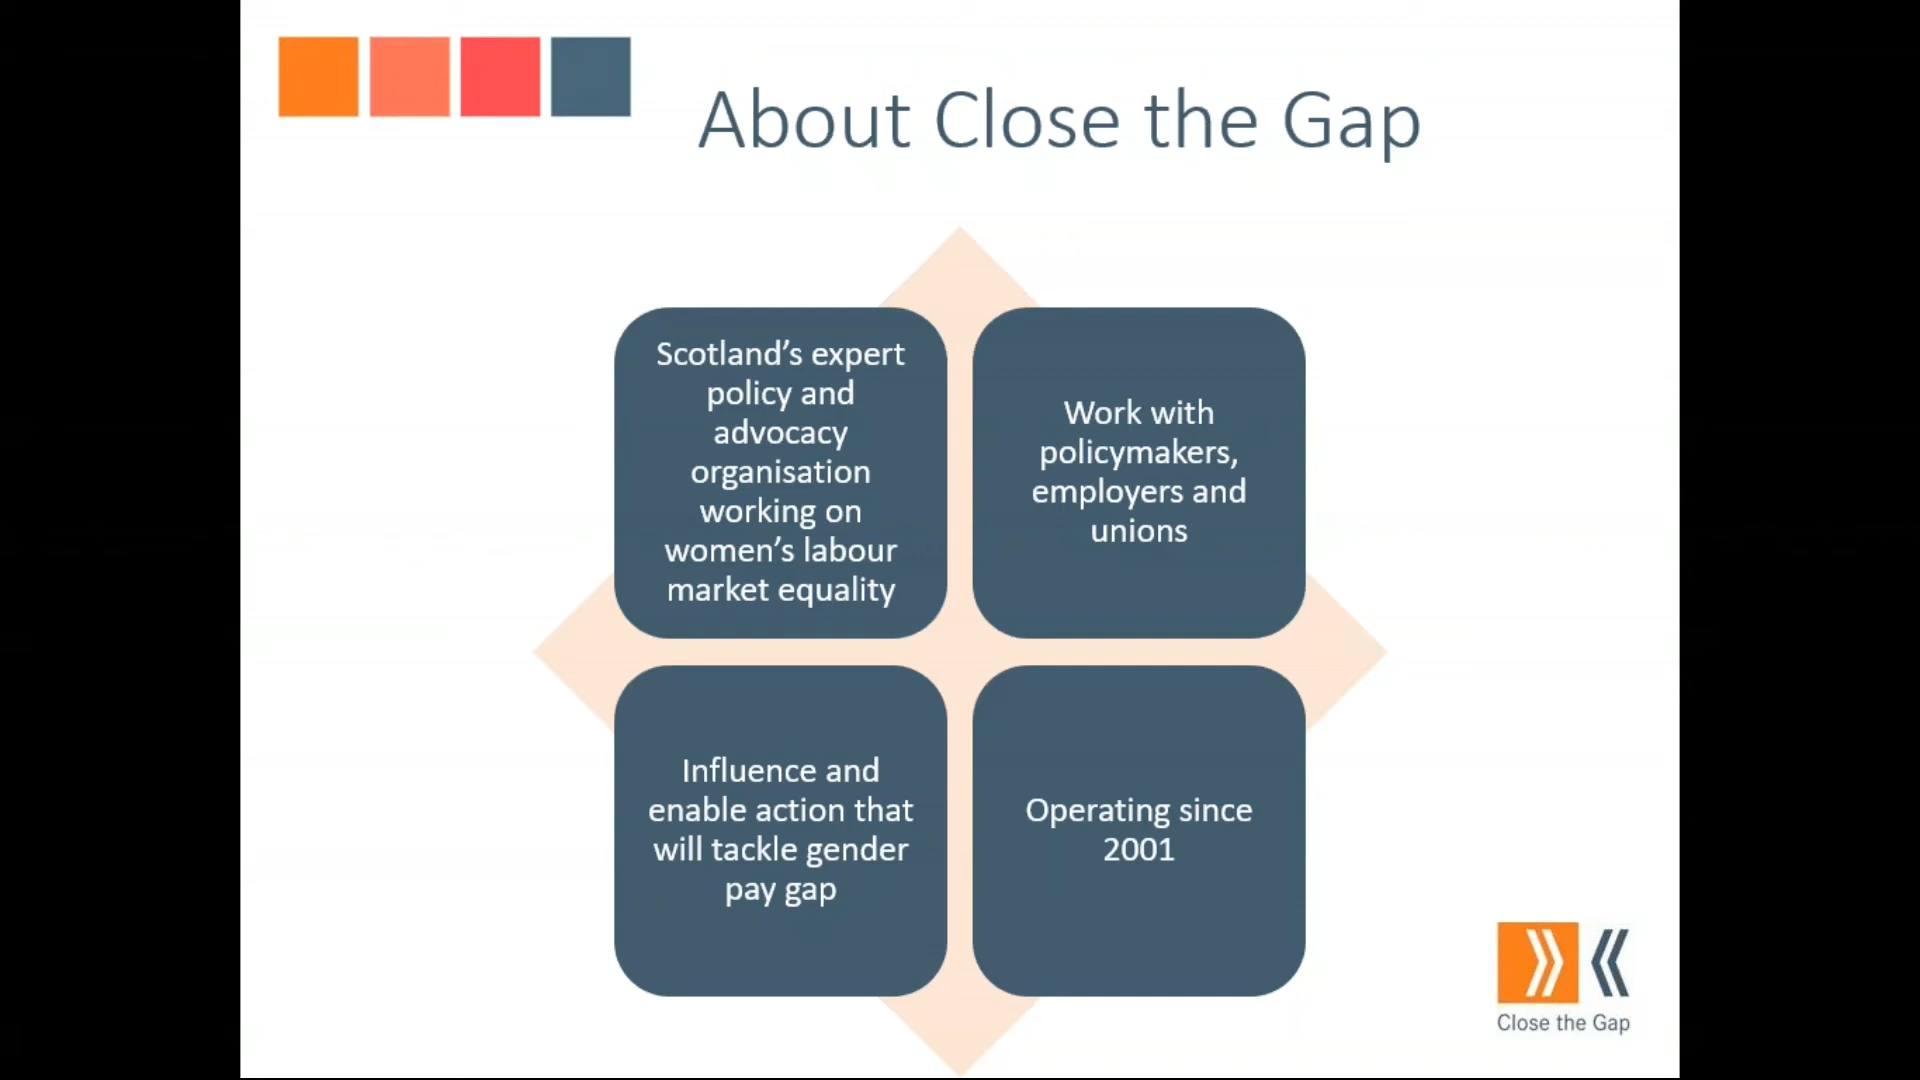 About Close the Gap
Scotland’s expert
policy and
advocacy
organisation
working on
women’s labour
market equality
Work with
policymakers,
employers and
unions
Influence and
enable action that
will tackle gender
pay gap
Operating since
2001
Close the Gap